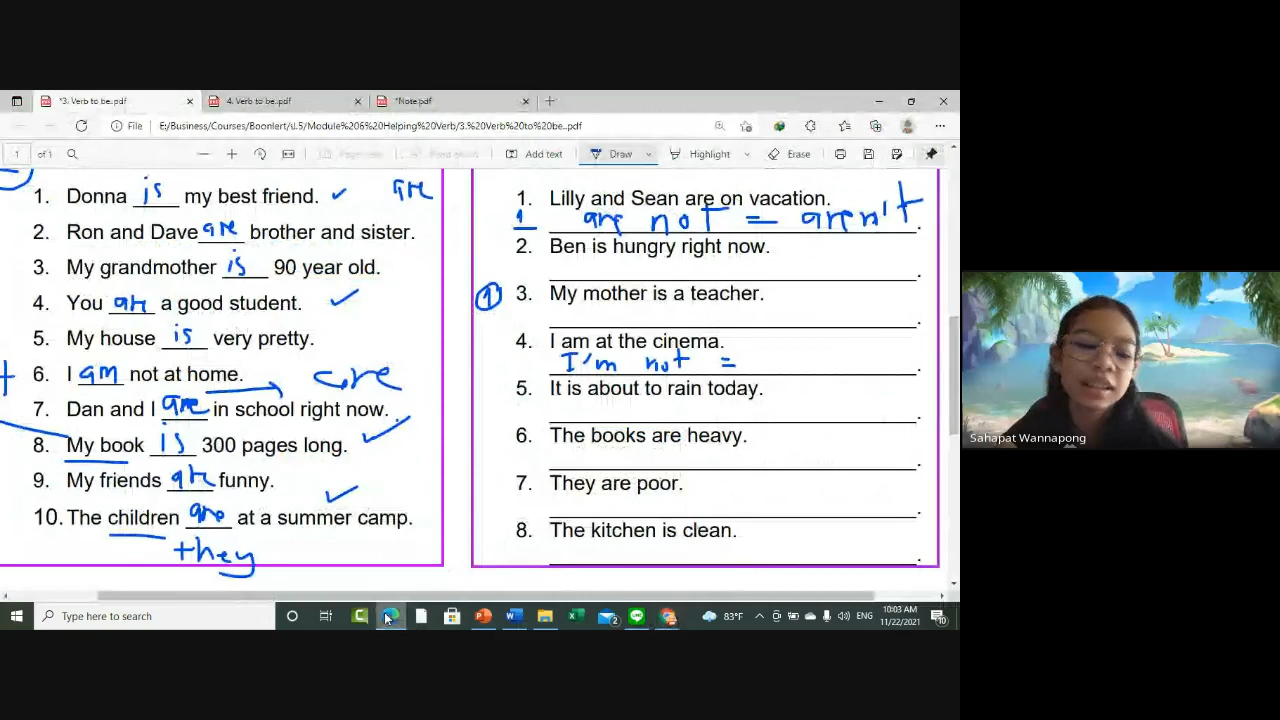 *3. Verb to be..pdf
4. Verb to be..pdf
*Note.pdf
File
E:/Business/Courses/Boonlert/ป.5/Module%206%20Helping%20Verb/3.%20Verb%20to%20be..pdf
1
of 1
Add text
Draw
Highlight
Erase
1. Donna is my best friend. ✓ are
2. Ron and Dave are brother and sister.
3. My grandmother is 90 year old.
4. You are a good student. ✓
5. My house is very pretty.
6. I am not at home.
7. Dan and I are in school right now.
8. My book is 300 pages long. ✓
9. My friends are funny.
10. The children are at a summer camp. ✓
they
1. Lilly and Sean are on vacation.
1 are not = aren't.
2. Ben is hungry right now.
1 3. My mother is a teacher.
4. I am at the cinema.
I'm not =
5. It is about to rain today.
6. The books are heavy.
7. They are poor.
8. The kitchen is clean.
Sahapat Wannapong
Type here to search
83°F
ENG
10:03 AM
11/22/2021